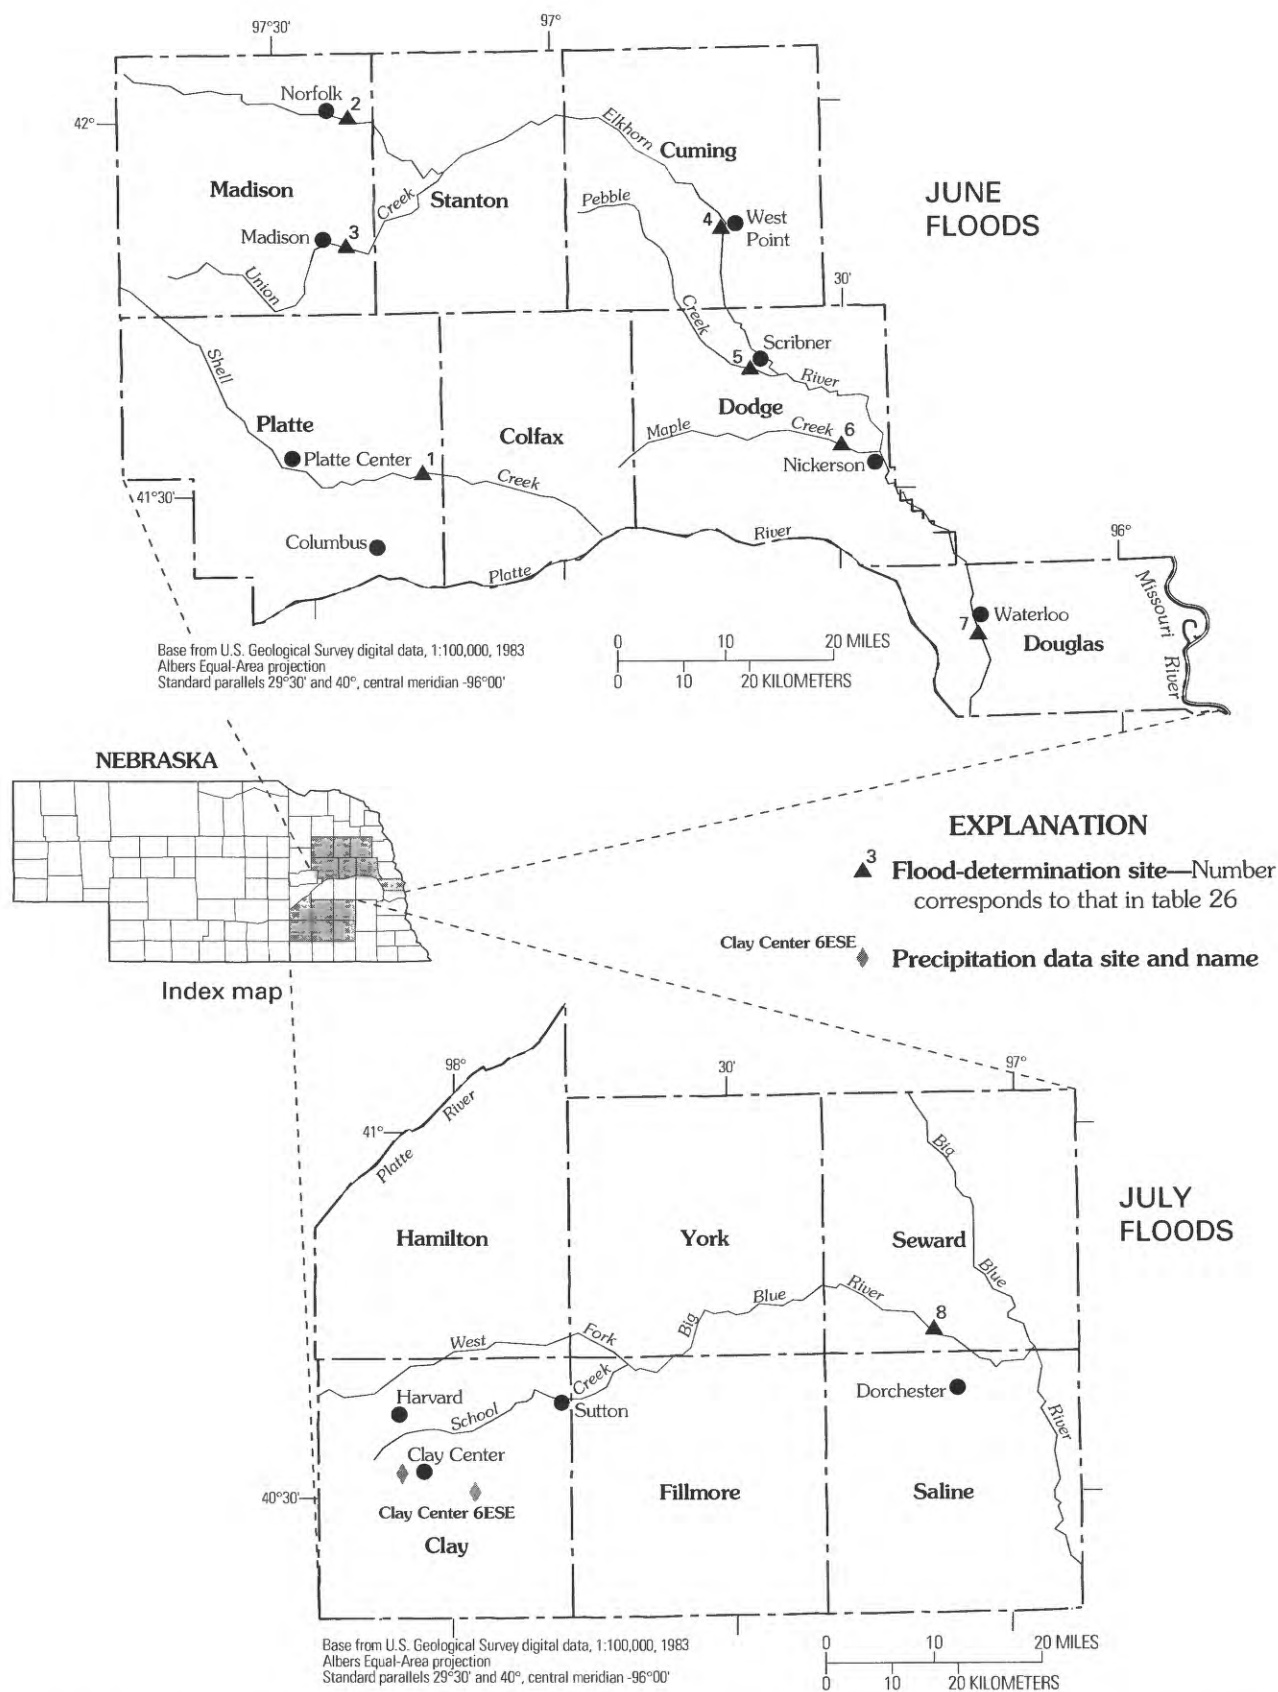 97°30'
97°
Norfolk
2
42°
Elkhorn
Cuming
Madison
Creek
Stanton
Pebble
JUNE
FLOODS
Madison
3
4
West
Point
Union
30'
Creek
Shell
Scribner
5
River
Dodge
Platte
Colfax
Maple
Creek
6
Platte Center
1
Nickerson
Creek
41°30'
Columbus
River
96°
Platte
Missouri
River
Waterloo
7
Douglas
Base from U.S. Geological Survey digital data, 1:100,000, 1983
Albers Equal-Area projection
Standard parallels 29°30' and 40°, central meridian -96°00'
0 10 20 MILES
0 10 20 KILOMETERS
NEBRASKA
Index map
EXPLANATION
3
Flood-determination site—Number
corresponds to that in table 26
Clay Center 6ESE
Precipitation data site and name
98°
30'
97°
River
41°
Platte
Big
JULY
FLOODS
Hamilton
York
Seward
Blue
River
Blue
8
West
Fork
Big
Creek
Dorchester
Harvard
School
Sutton
River
Clay Center
40°30'
Clay Center 6ESE
Fillmore
Saline
Clay
Base from U.S. Geological Survey digital data, 1:100,000, 1983
Albers Equal-Area projection
Standard parallels 29°30' and 40°, central meridian -96°00'
0 10 20 MILES
0 10 20 KILOMETERS